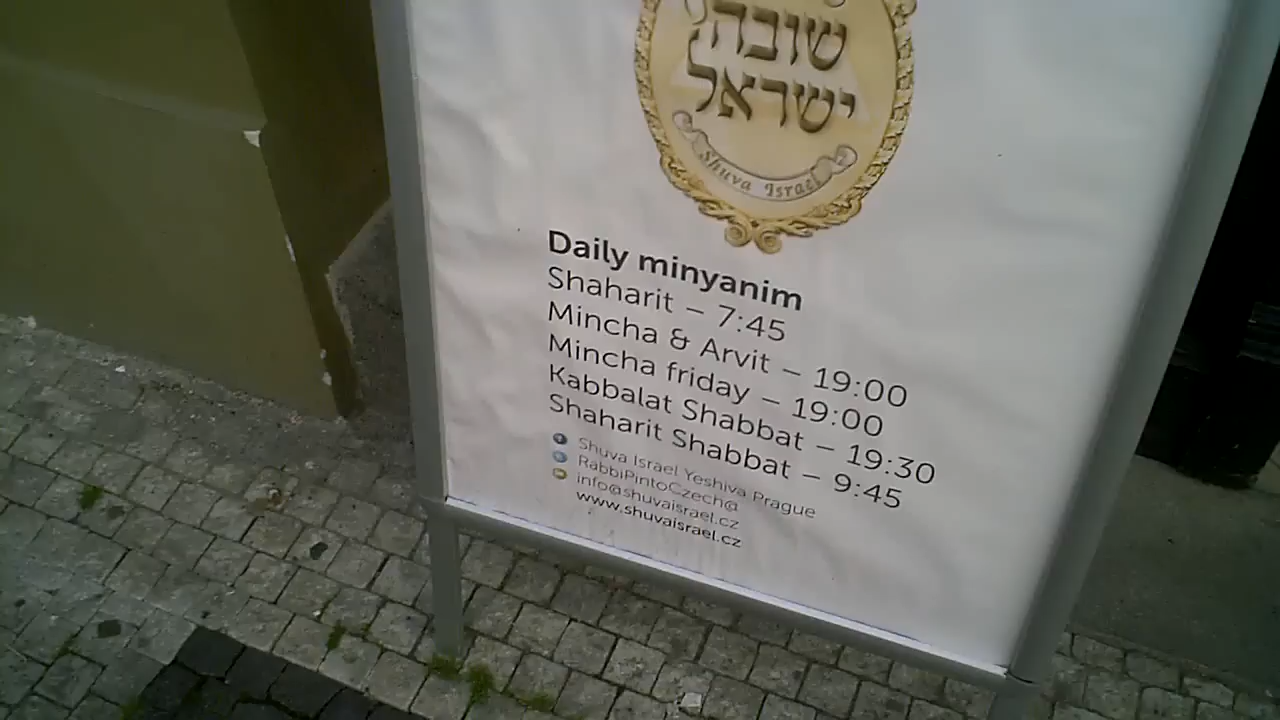 שובה
ישראל
Shuva Israel
Daily minyanim
Shaharit – 7:45
Mincha & Arvit – 19:00
Mincha friday – 19:00
Kabbalat Shabbat – 19:30
Shaharit Shabbat – 9:45
Shuva Israel Yeshiva Prague
RabbiPintoCzech@
info@shuvaisrael.cz
www.shuvaisrael.cz